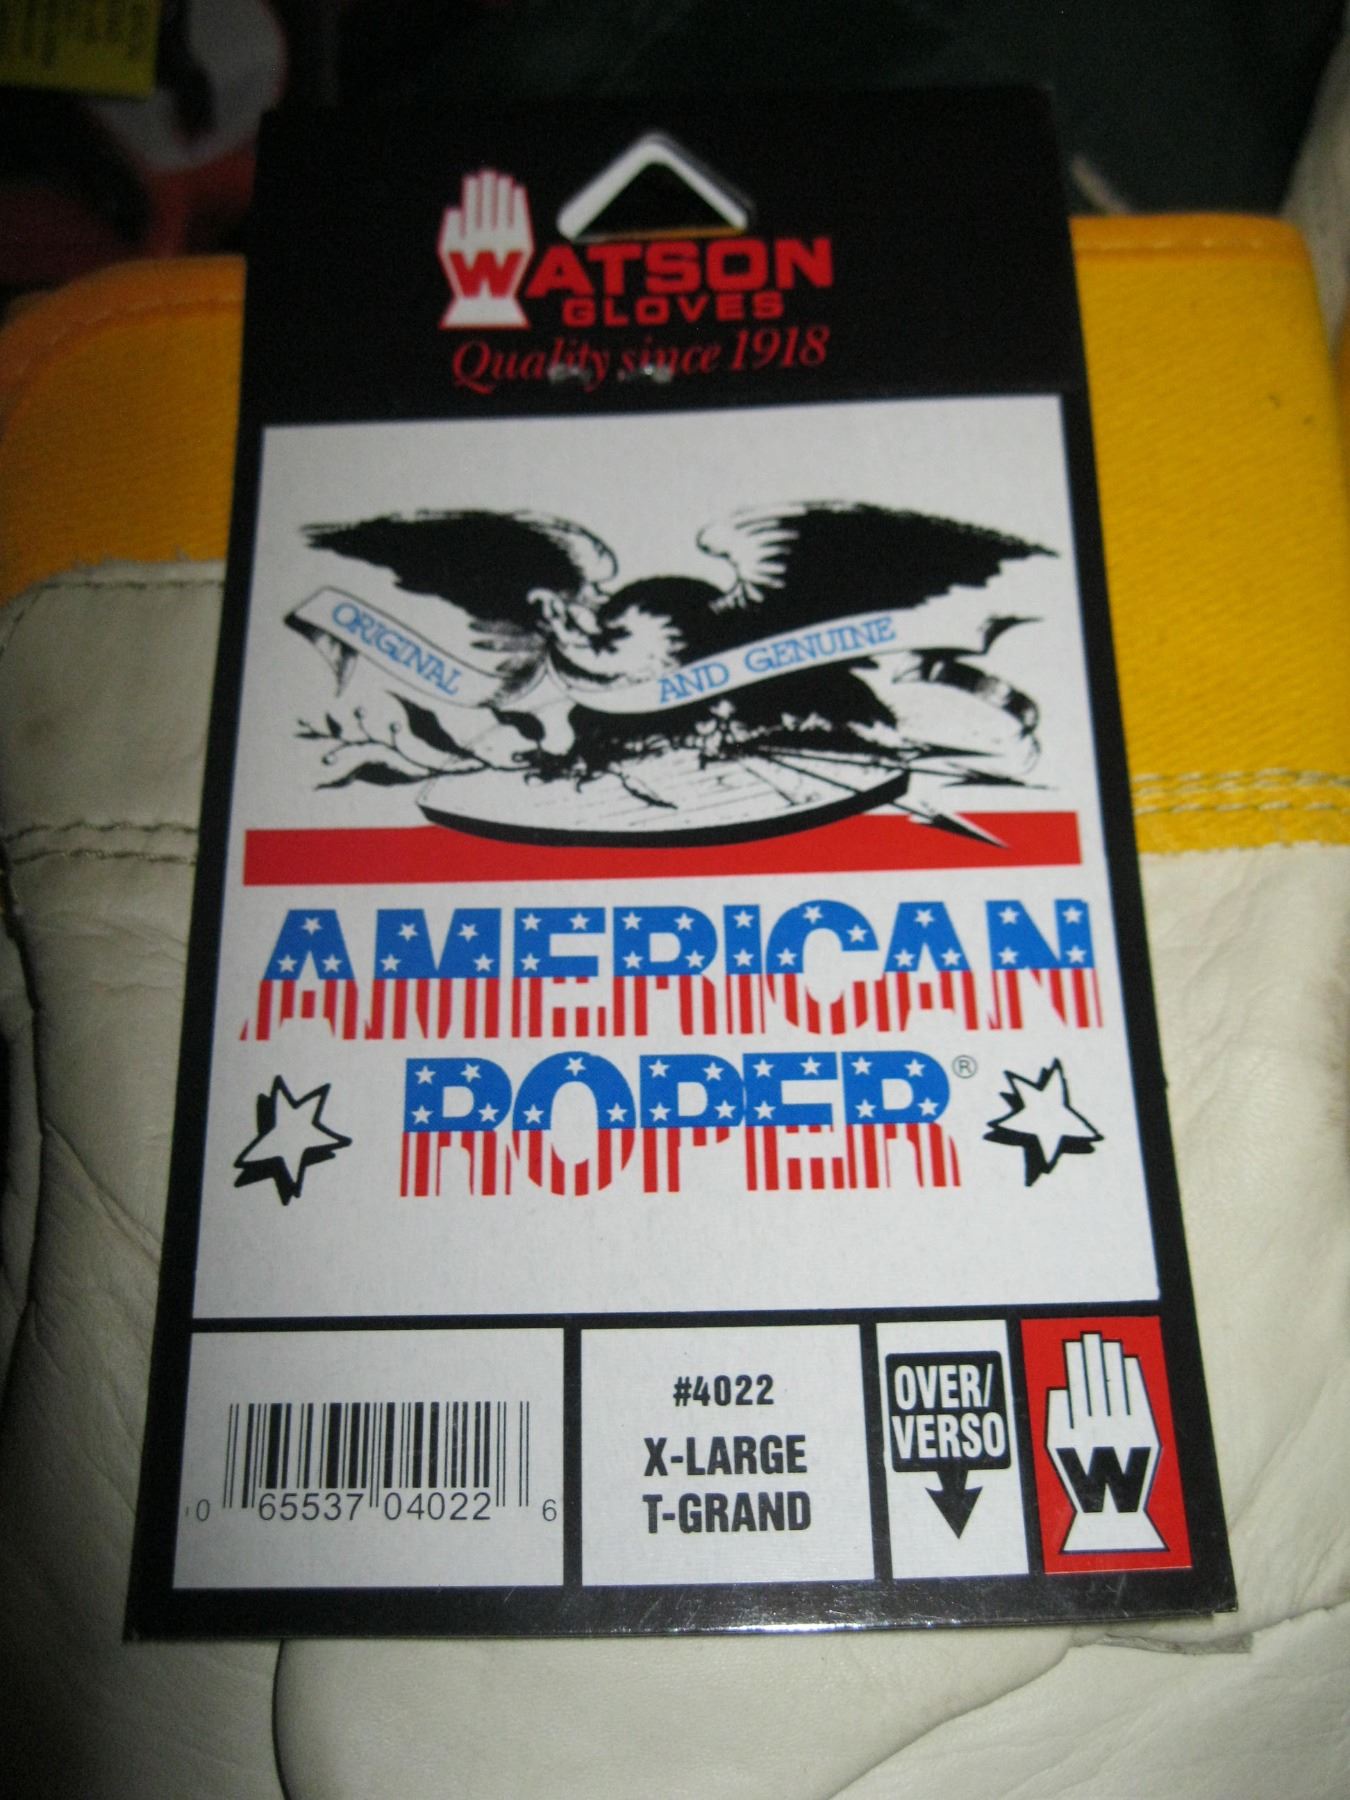 WATSON
GLOVES
Quality since 1918
ORIGINAL AND GENUINE
AMERICAN
ROPER®
0 65537 04022 6
#4022
X-LARGE
T-GRAND
OVER/
VERSO
W